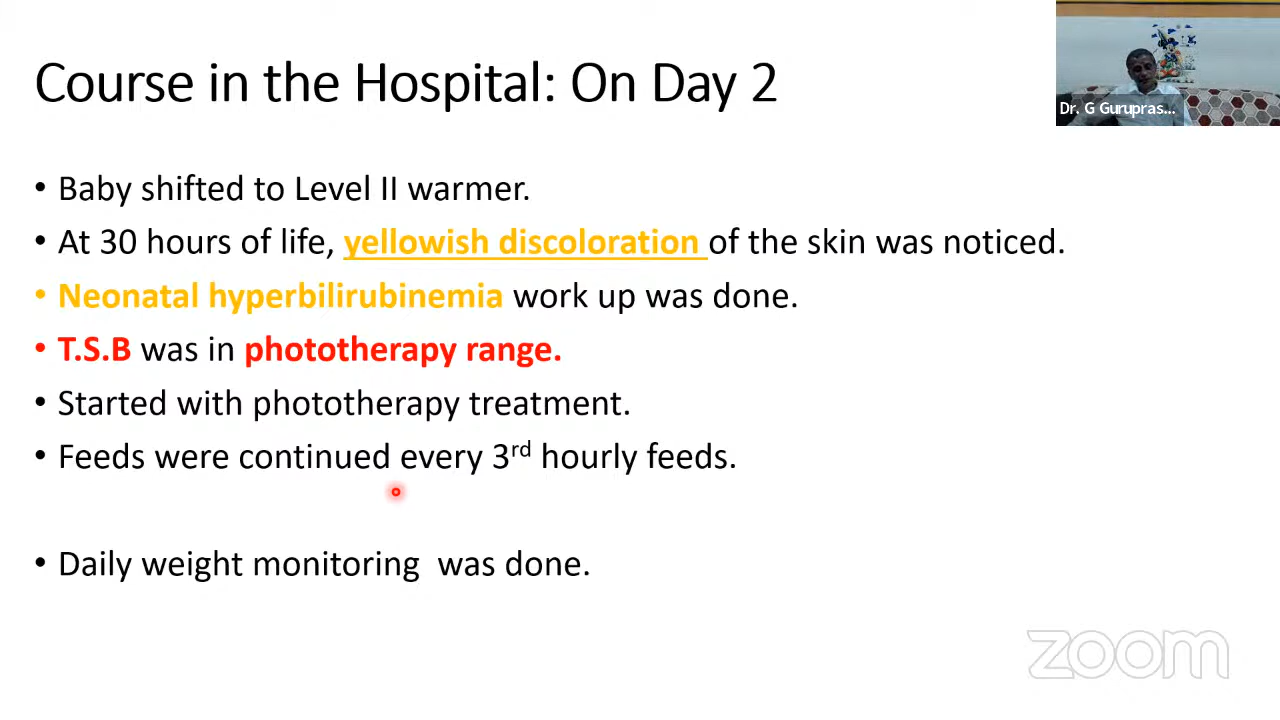 Course in the Hospital: On Day 2
Dr. G Gurupras...
• Baby shifted to Level II warmer.
• At 30 hours of life, yellowish discoloration of the skin was noticed.
• Neonatal hyperbilirubinemia work up was done.
• T.S.B was in phototherapy range.
• Started with phototherapy treatment.
• Feeds were continued every 3rd hourly feeds.
• Daily weight monitoring was done.
zoom